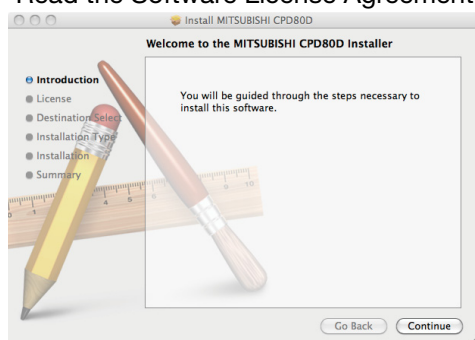 Read the Software License Agreement
Install MITSUBISHI CPD80D
Welcome to the MITSUBISHI CPD80D Installer
Introduction
License
Destination Select
Installation Type
Installation
Summary
You will be guided through the steps necessary to
install this software.
Go Back
Continue